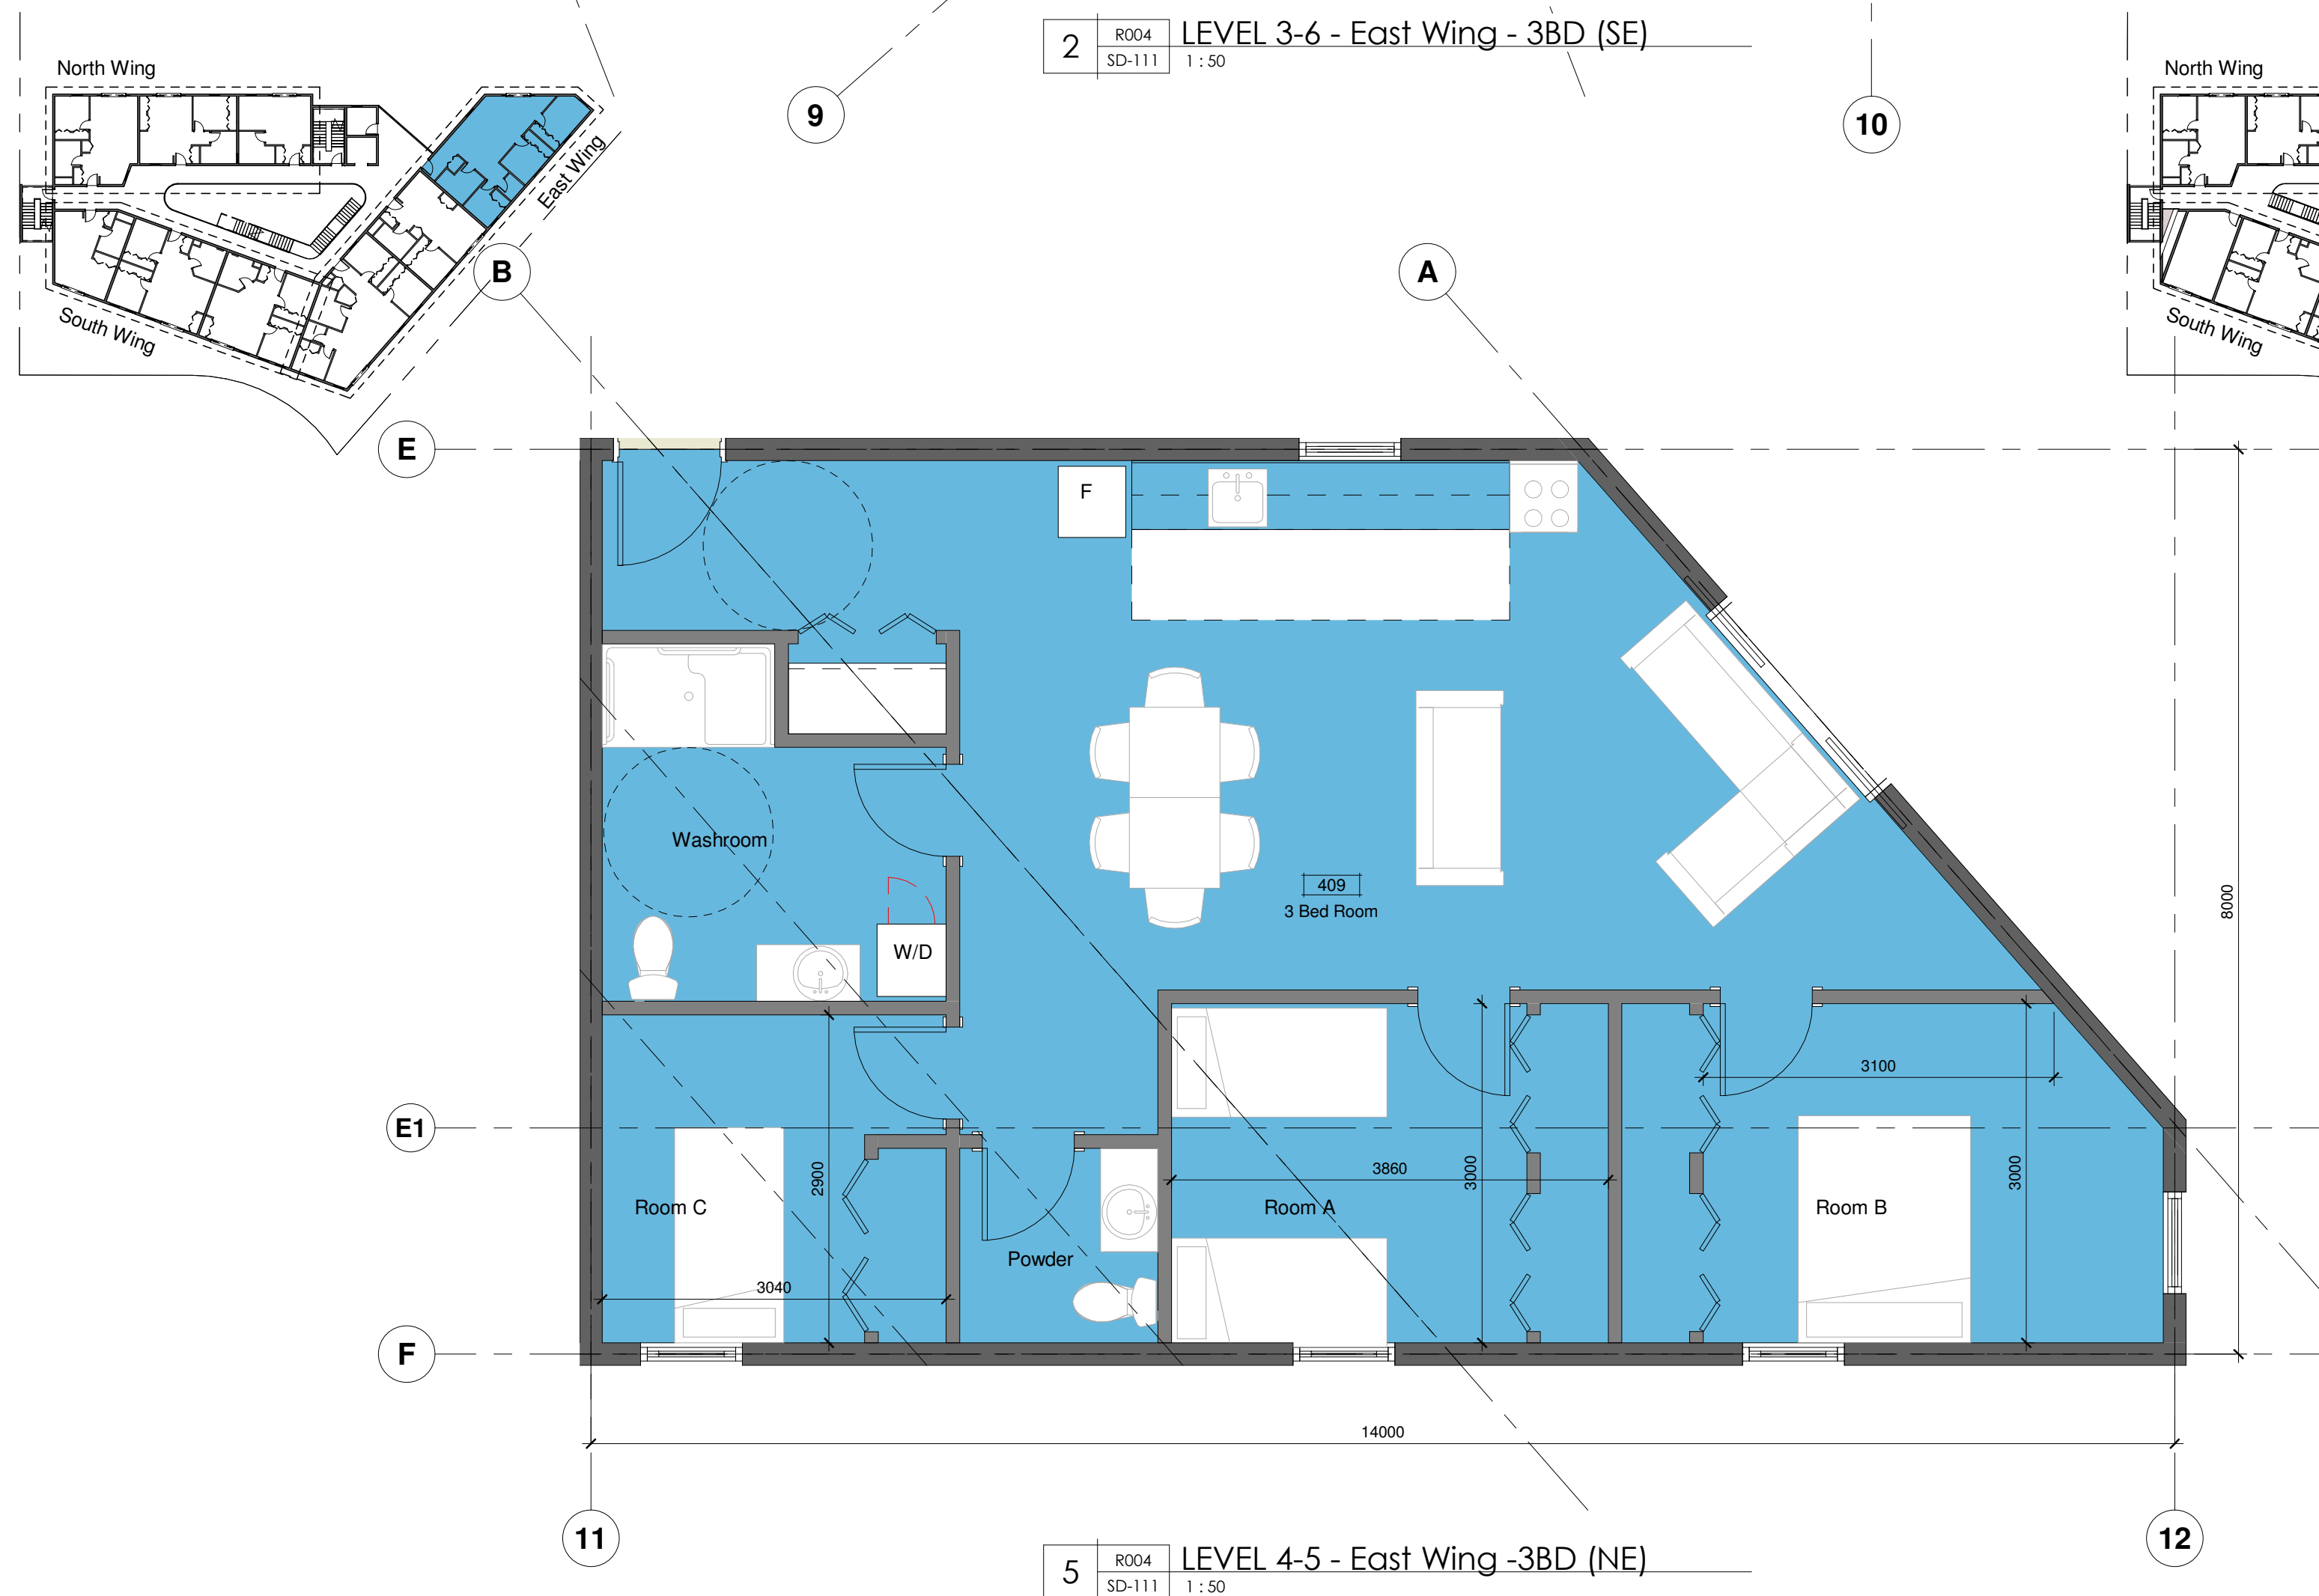 2
R004
SD-111
LEVEL 3-6 - East Wing - 3BD (SE)
1 : 50
North Wing
East Wing
South Wing
North Wing
South Wing
9
10
B
A
E
F
409
3 Bed Room
Washroom
W/D
8000
E1
3100
2900
3860
3000
3000
Room C
Room A
Room B
Powder
3040
F
14000
11
12
5
R004
SD-111
LEVEL 4-5 - East Wing -3BD (NE)
1 : 50